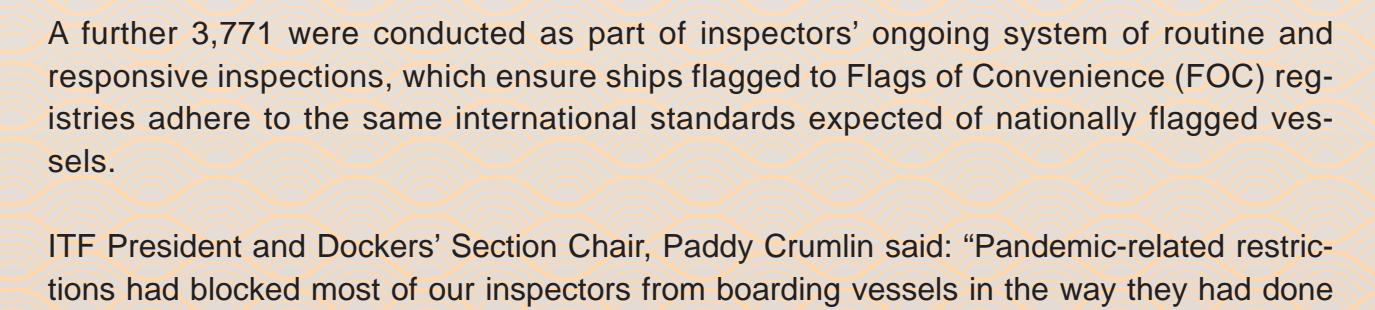 A further 3,771 were conducted as part of inspectors’ ongoing system of routine and
responsive inspections, which ensure ships flagged to Flags of Convenience (FOC) reg-
istries adhere to the same international standards expected of nationally flagged ves-
sels.
ITF President and Dockers’ Section Chair, Paddy Crumlin said: “Pandemic-related restric-
tions had blocked most of our inspectors from boarding vessels in the way they had done